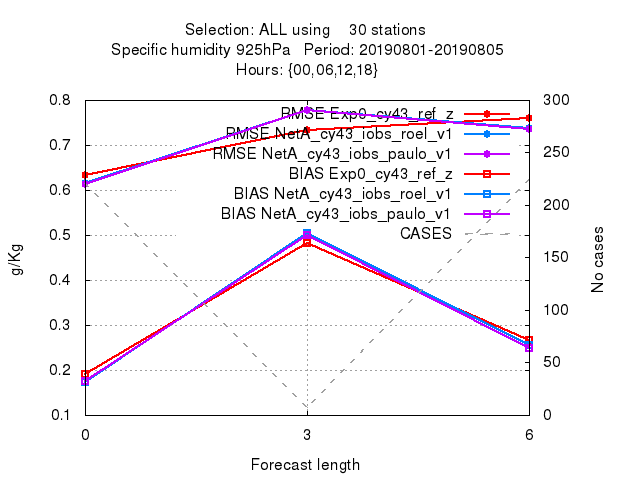 Selection: ALL using    30 stations
Specific humidity 925hPa   Period: 20190801-20190805
Hours: {00,06,12,18}
0.8
0.7
0.6
0.5
0.4
0.3
0.2
0.1
g/Kg
RMSE Exp0_cy43_ref_z
RMSE NetA_cy43_iobs_roel_v1
RMSE NetA_cy43_iobs_paulo_v1
BIAS Exp0_cy43_ref_z
BIAS NetA_cy43_iobs_roel_v1
BIAS NetA_cy43_iobs_paulo_v1
CASES
300
250
200
150
100
50
0
No cases
0 3 6
Forecast length